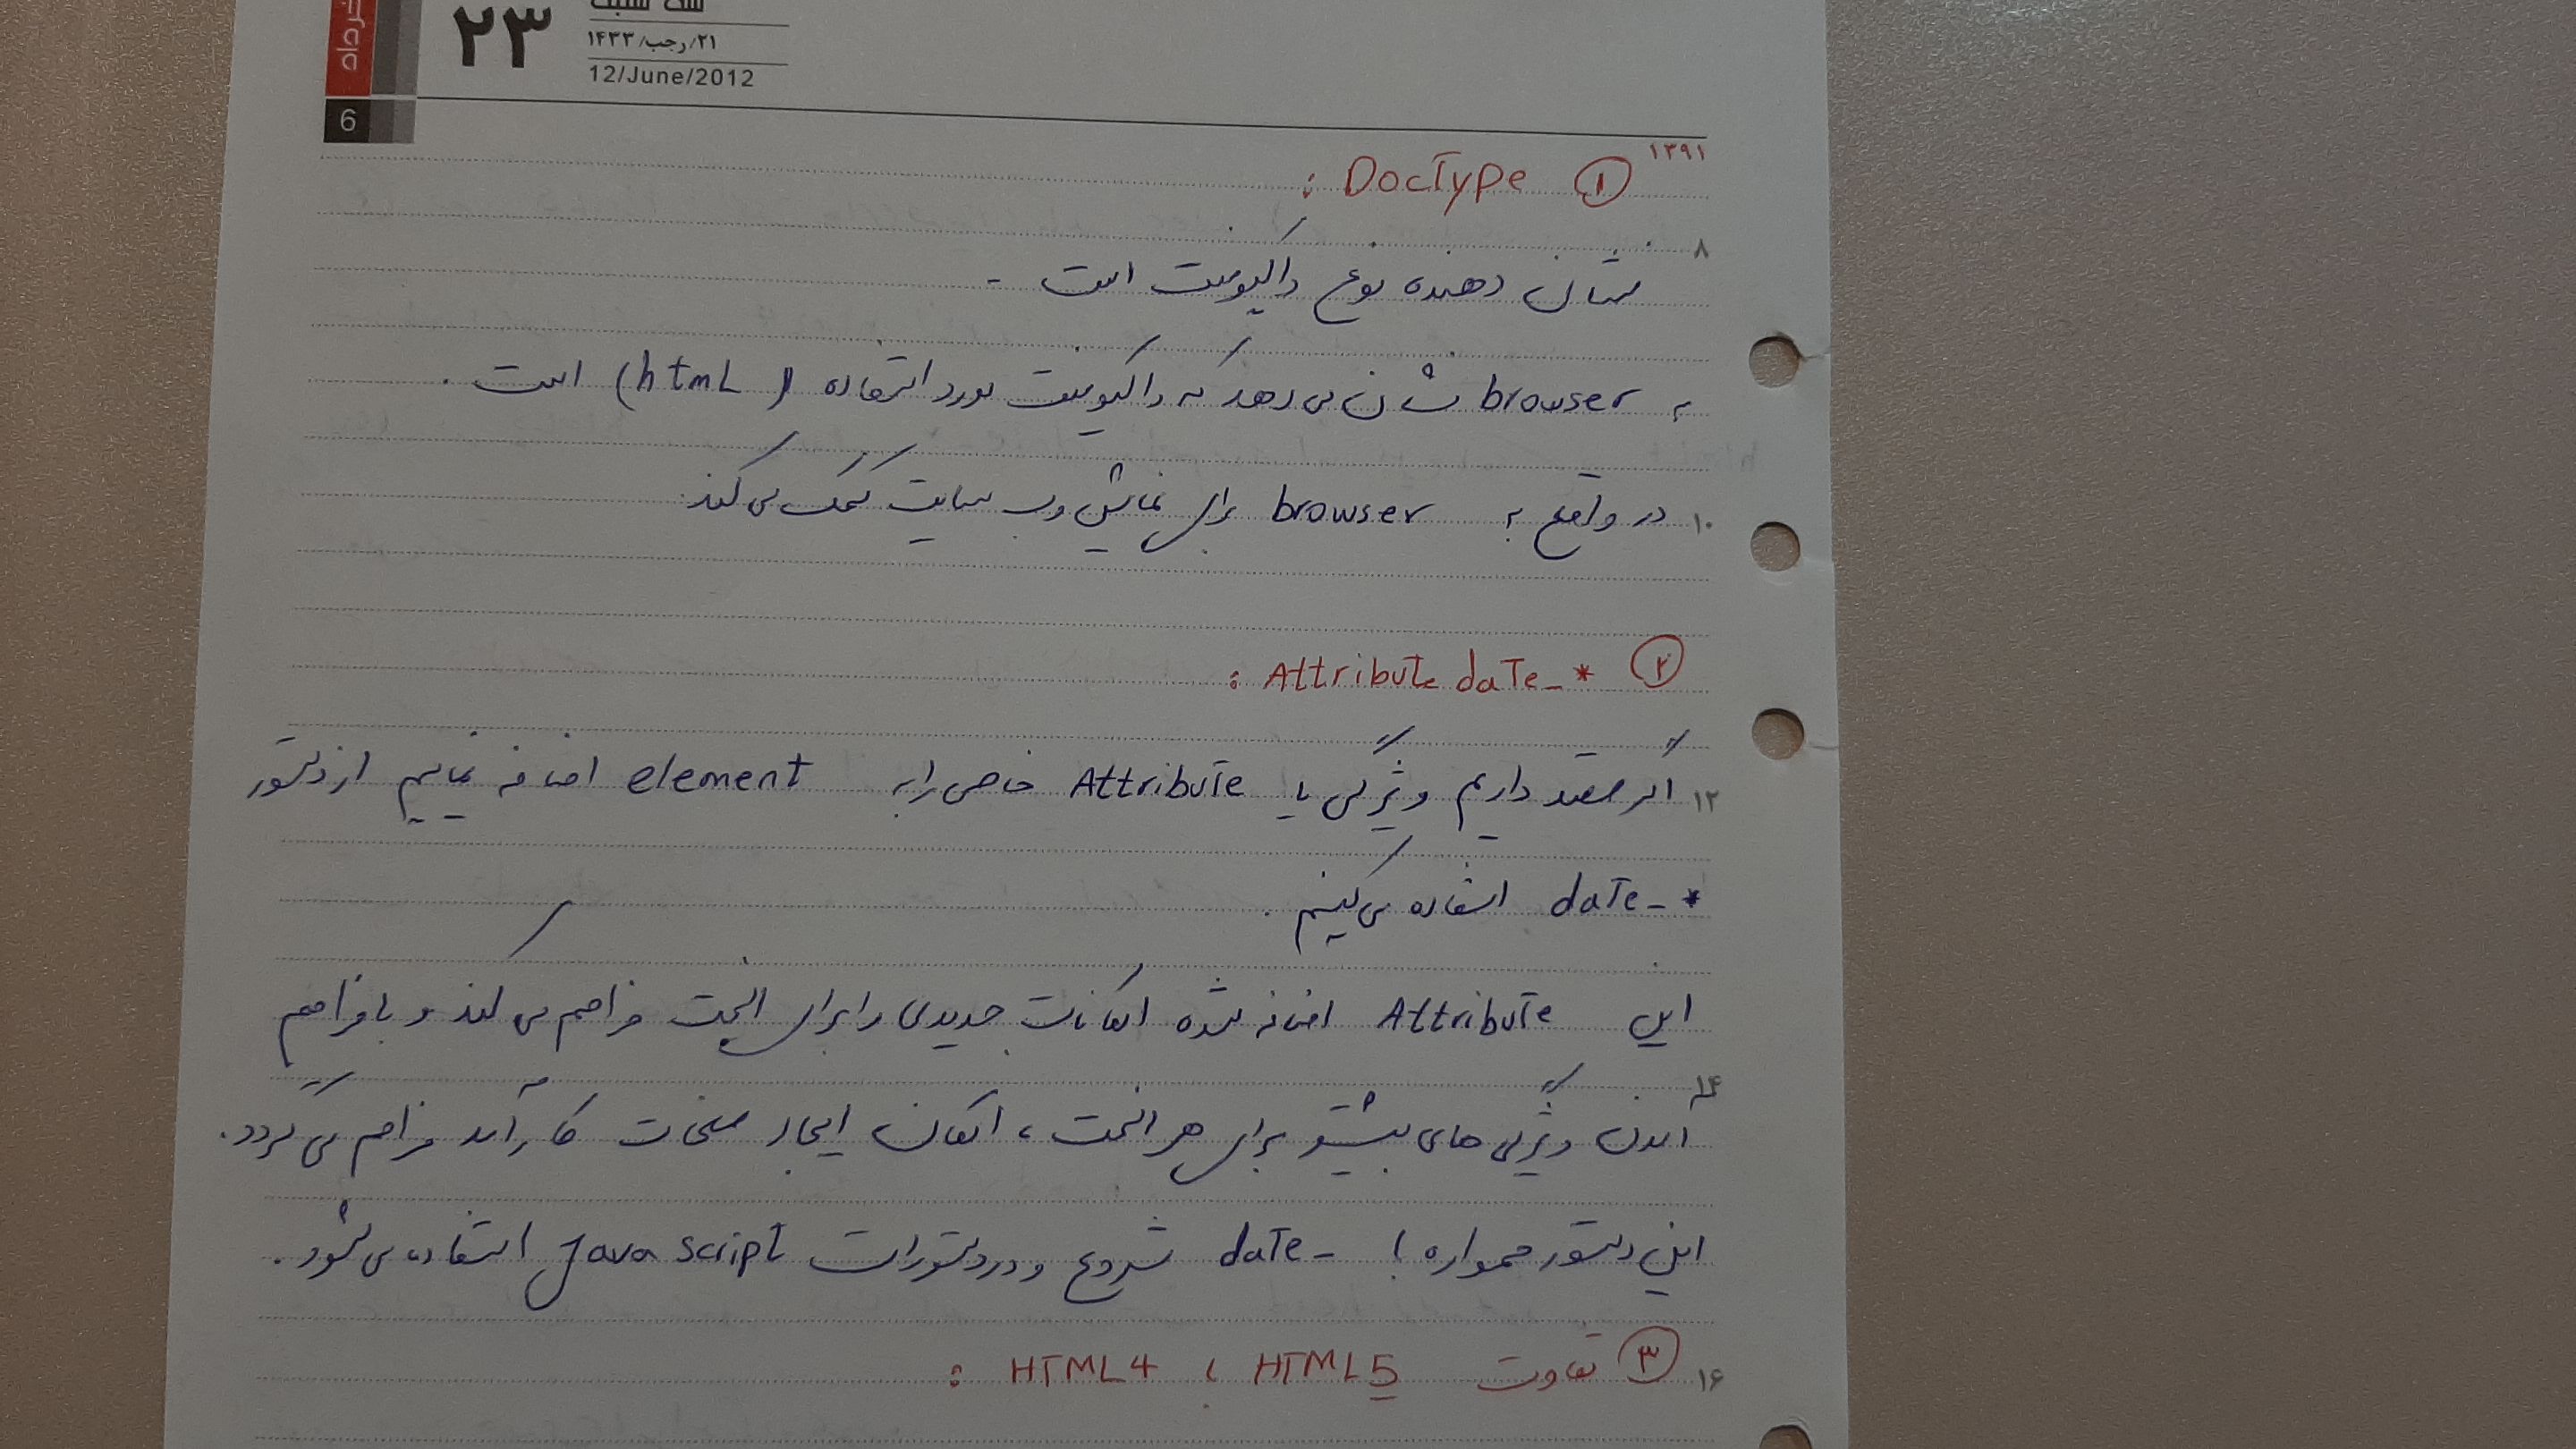 خرداد
۲۳
سه شنبه
۲۱/رجب/۱۴۳۳
12/June/2012
6
۱۳۹۱
① DocType :
۸
نشان دهنده نوع داکیومنت است -
به browser نشان می دهد که داکیومنت مورد استفاده (html) است .
۱۰ در واقع به browser برای نمایش وب سایت کمک می کند.
② Attribute date_* :
۱۲ اگر قصد داریم ویژگی یا Attribute خاصی را به element اضافه نماییم از دستور
date_* استفاده می کنیم .
این Attribute اضافه شده امکانات جدیدی را برای المنت فراهم می کند و با فراهم
۱۴
آمدن ویژگی های بیشتر برای هر المنت ، امکان ایجاد صفحات کارآمد فراهم می گردد.
این دستور همواره با date_ شروع و در دستورات Java script استفاده می شود .
۱۶ ③ تفاوت HTML5 با HTML4 :